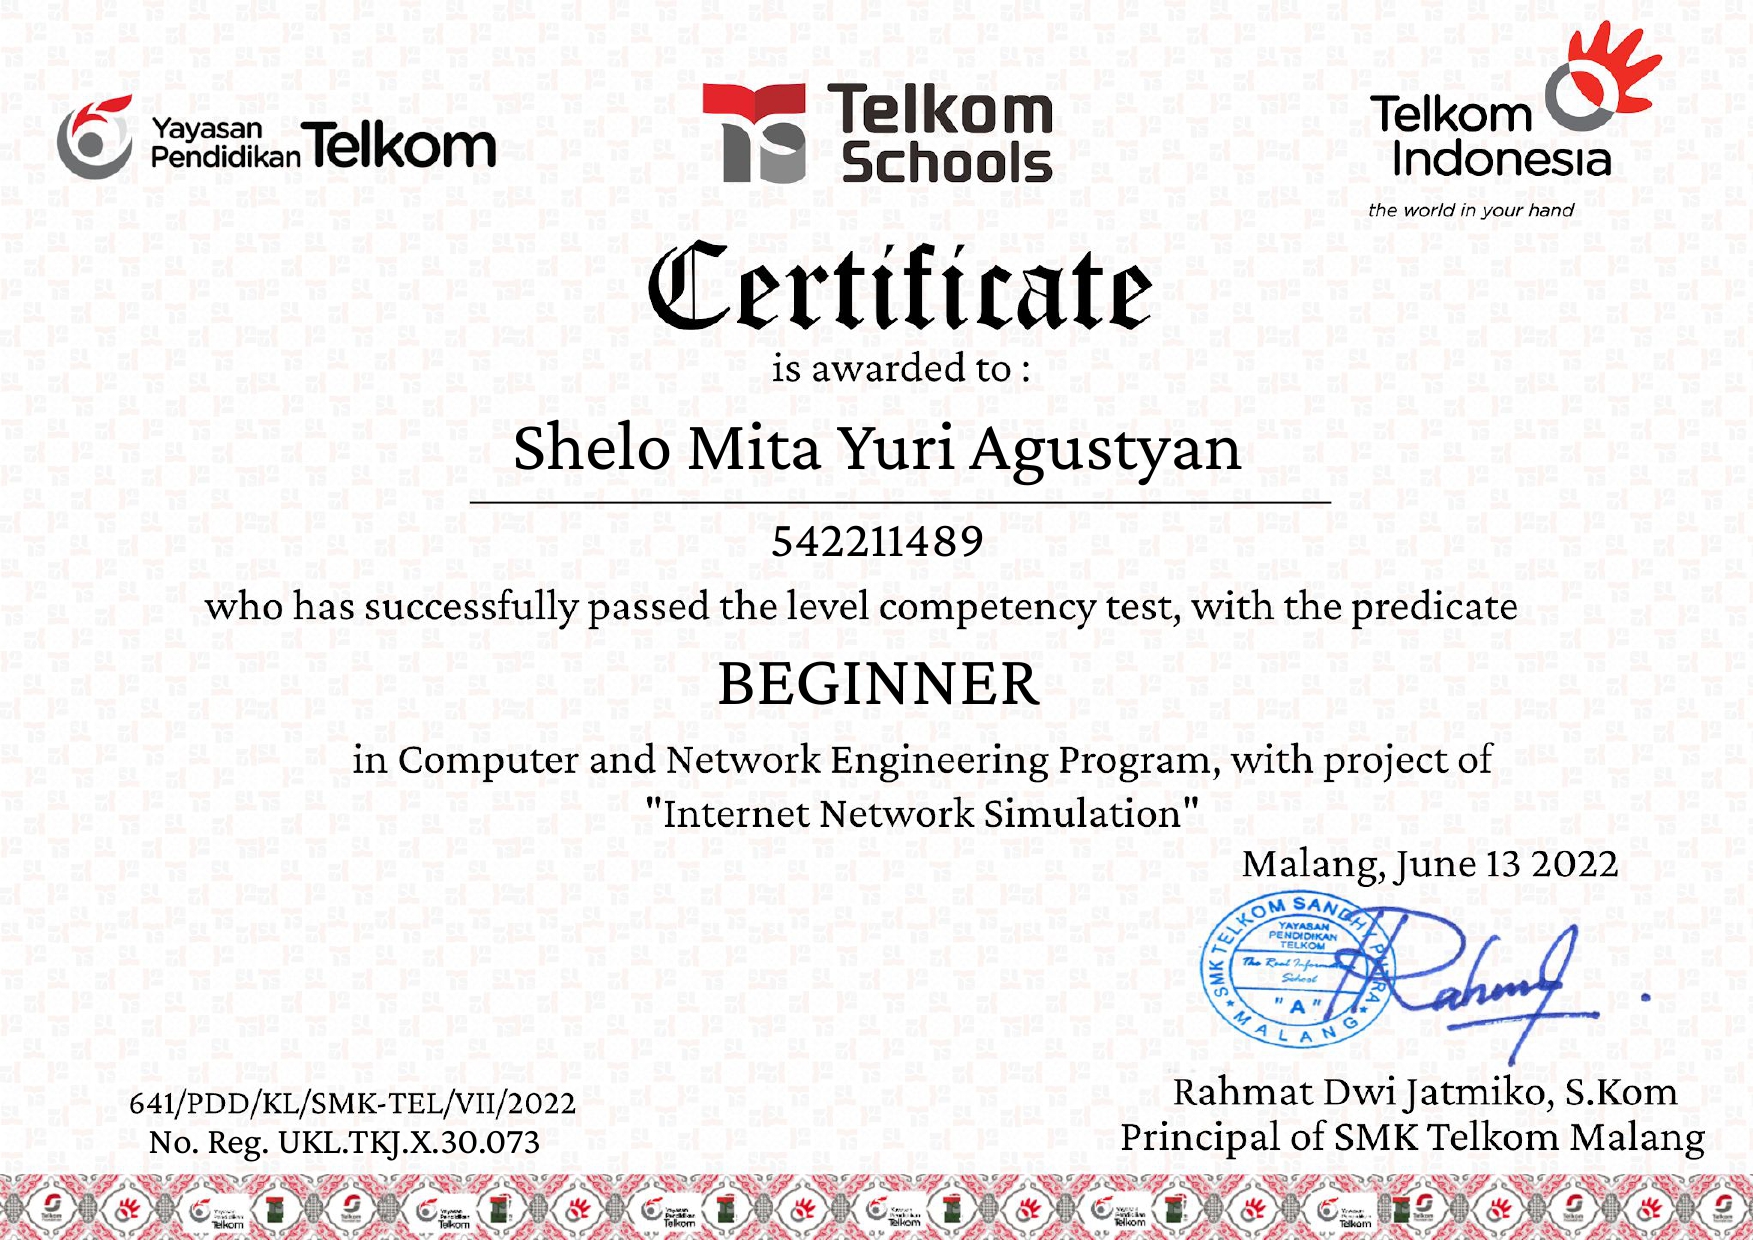 Yayasan
Pendidikan Telkom
Telkom
Schools
Telkom
Indonesia
the world in your hand
Certificate
is awarded to :
Shelo Mita Yuri Agustyan
542211489
who has successfully passed the level competency test, with the predicate
BEGINNER
in Computer and Network Engineering Program, with project of
"Internet Network Simulation"
Malang, June 13 2022
SMK TELKOM SANDHY PUTRA
YAYASAN
PENDIDIKAN
TELKOM
The Real
School
"A"
MALANG
Rahmat Dwi Jatmiko, S.Kom
Principal of SMK Telkom Malang
641/PDD/KL/SMK-TEL/VII/2022
No. Reg. UKL.TKJ.X.30.073